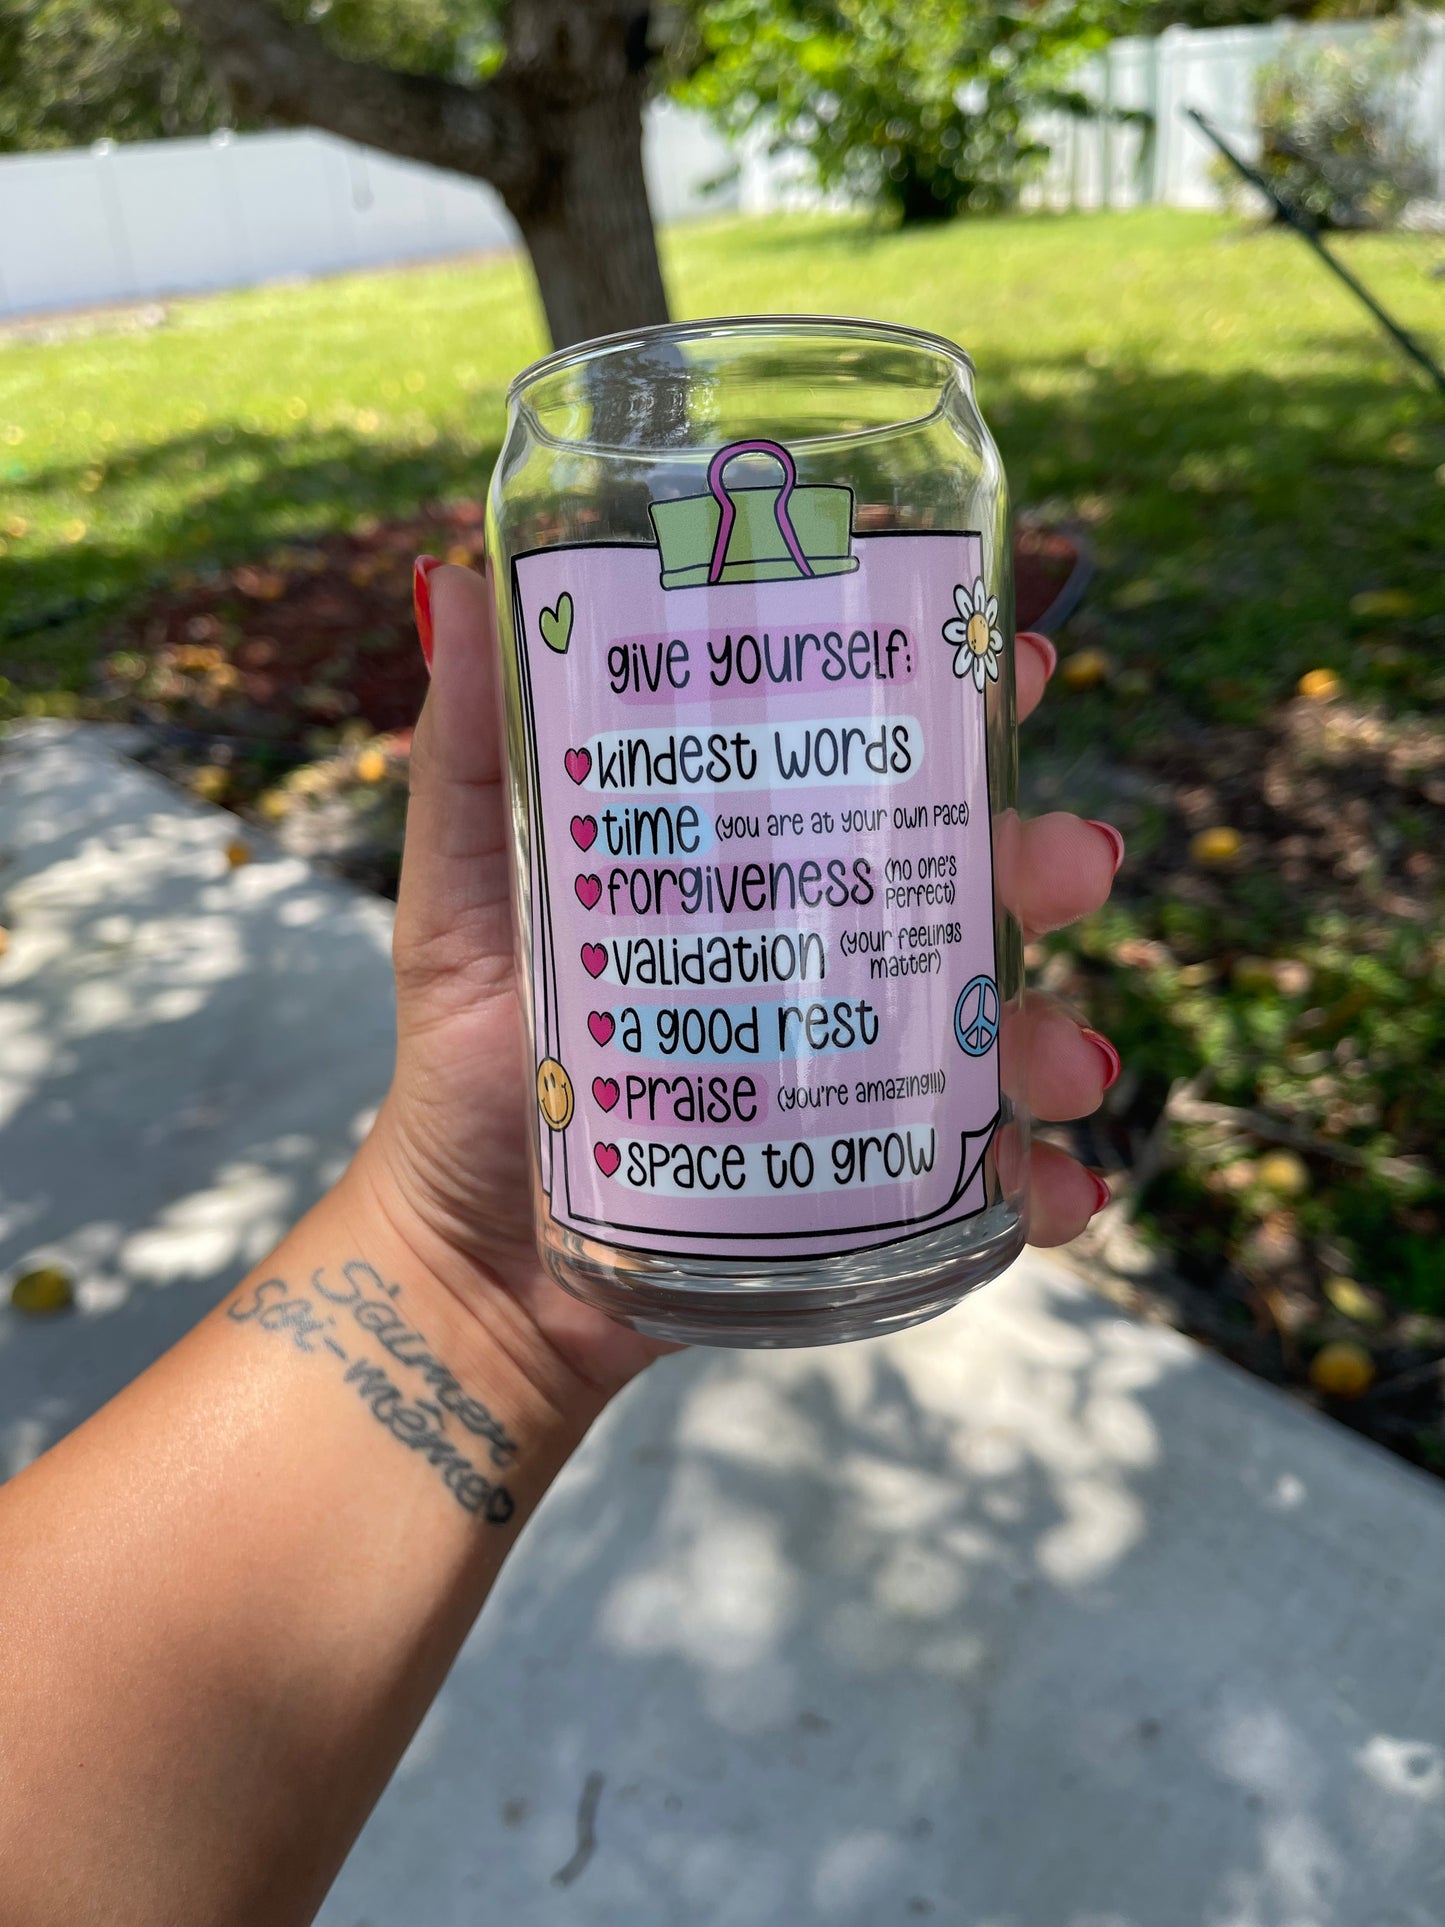 give yourself:
kindest words
time (you are at your own pace)
forgiveness (no one's
perfect)
validation (your feelings
matter)
a good rest
praise (you're amazing!!!)
space to grow
S'aimer
soi-même